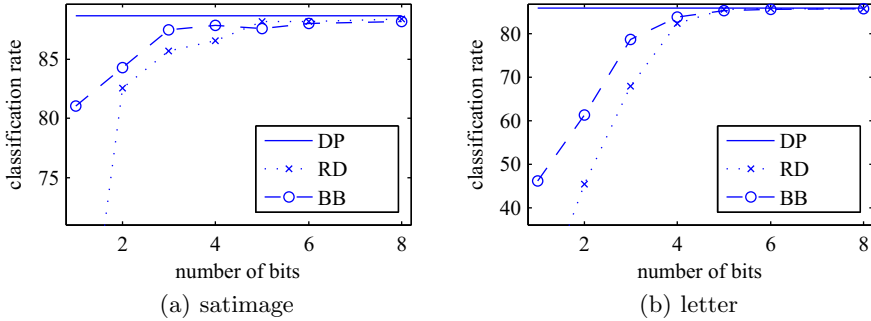 classification rate
85
80
75
DP
RD
BB
2
4
6
8
number of bits
(a) satimage
classification rate
80
70
60
50
40
DP
RD
BB
2
4
6
8
number of bits
(b) letter